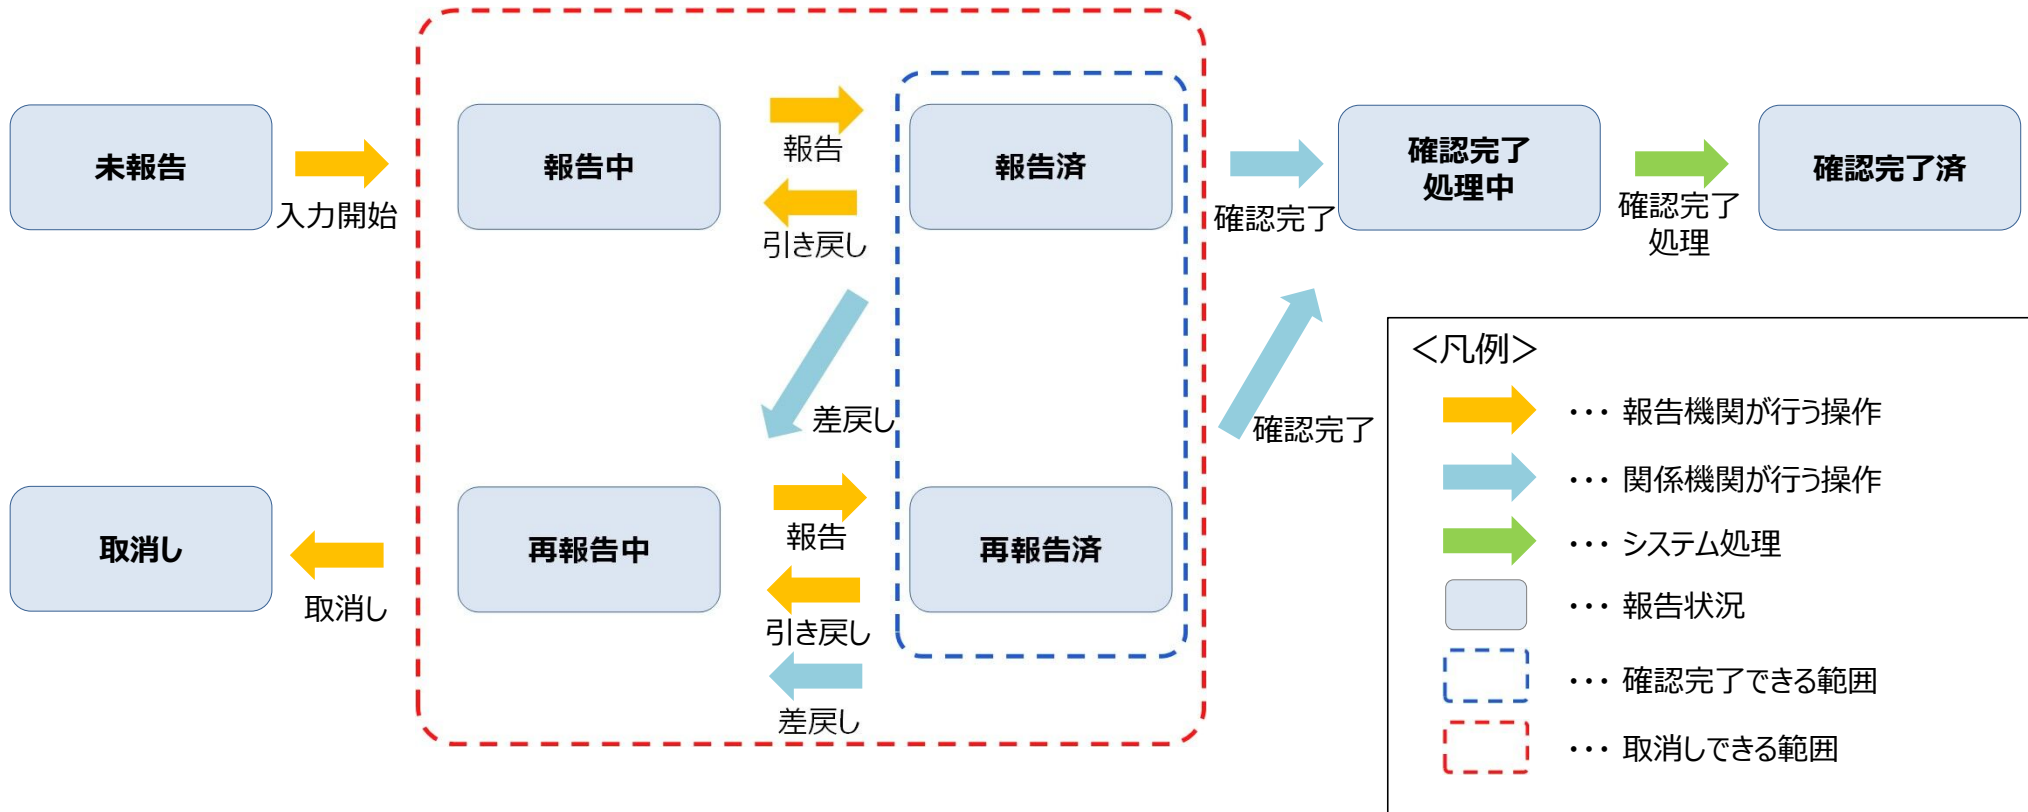 未報告
入力開始
報告中
報告
引き戻し
報告済
確認完了
確認完了
処理中
確認完了
処理
確認完了済
差戻し
確認完了
取消し
取消し
再報告中
報告
引き戻し
差戻し
再報告済
＜凡例＞
・・・ 報告機関が行う操作
・・・ 関係機関が行う操作
・・・ システム処理
・・・ 報告状況
・・・ 確認完了できる範囲
・・・ 取消しできる範囲